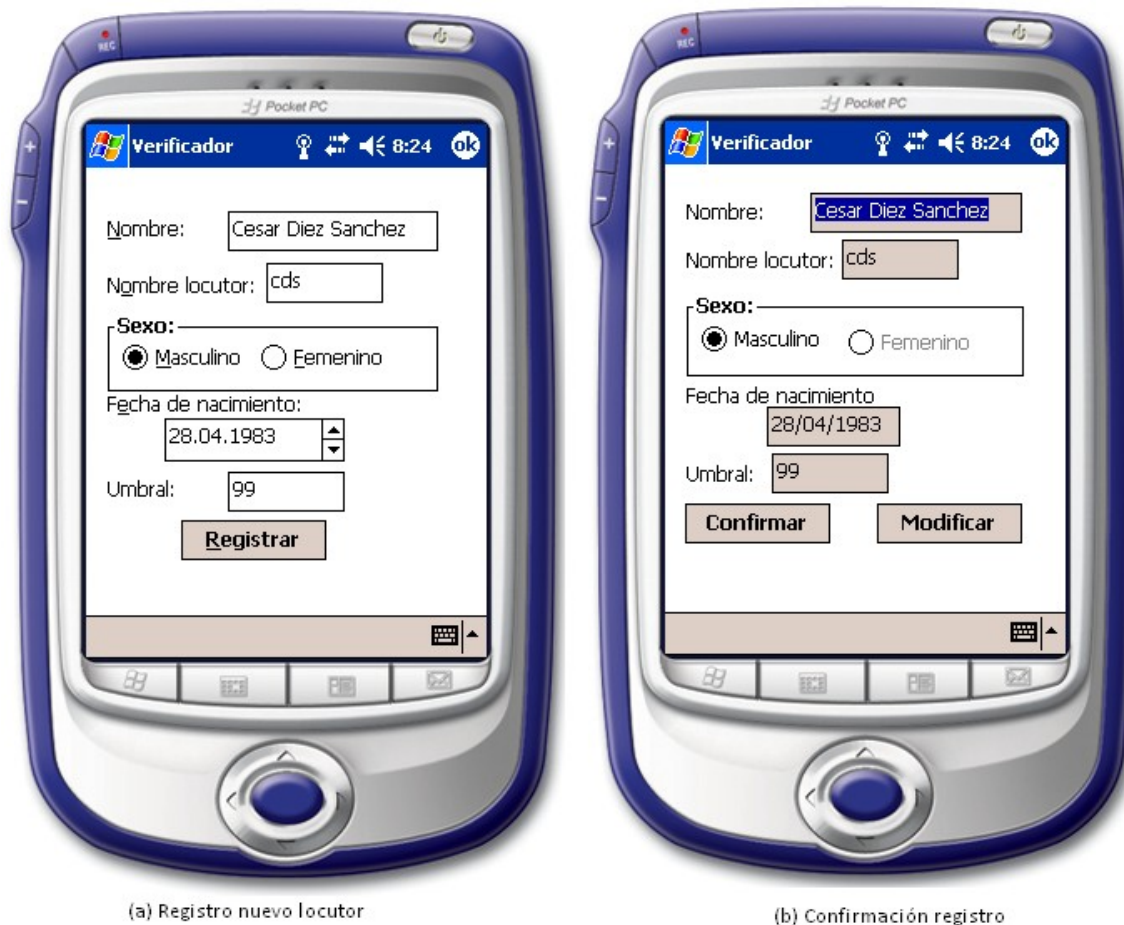 REC
Pocket PC
Verificador 8:24 ok
Nombre: Cesar Diez Sanchez
Nombre locutor: cds
Sexo:
Masculino Femenino
Fecha de nacimiento:
28.04.1983
Umbral: 99
Registrar
(a) Registro nuevo locutor
REC
Pocket PC
Verificador 8:24 ok
Nombre: Cesar Diez Sanchez
Nombre locutor: cds
Sexo:
Masculino Femenino
Fecha de nacimiento
28/04/1983
Umbral: 99
Confirmar Modificar
(b) Confirmación registro